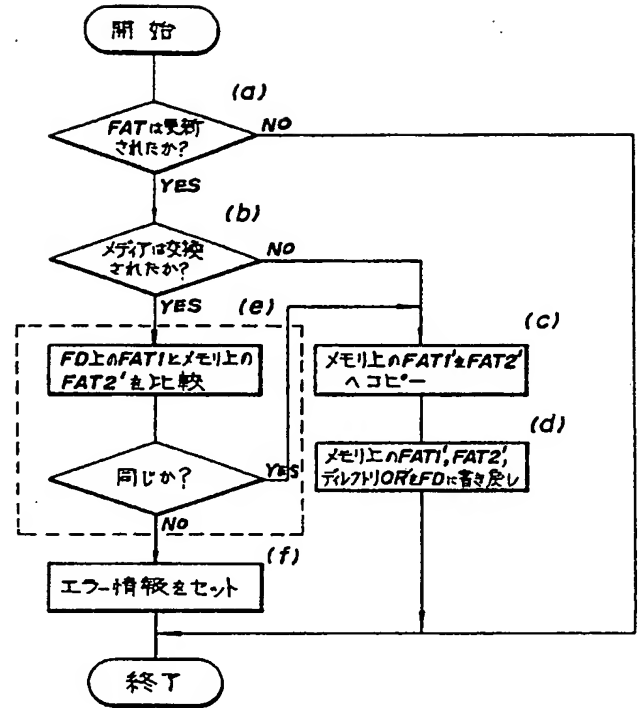 開始
(a)
FATは更新
されたか?
NO
YES
(b)
メディアは交換
されたか?
NO
YES
(e)
FD上のFAT1とメモリ上の
FAT2'を比較
同じか?
YES
NO
(c)
メモリ上のFAT1'をFAT2'
へコピー
(d)
メモリ上のFAT1',FAT2',
ディレクトリDR'をFDに書き戻し
(f)
エラー情報をセット
終了